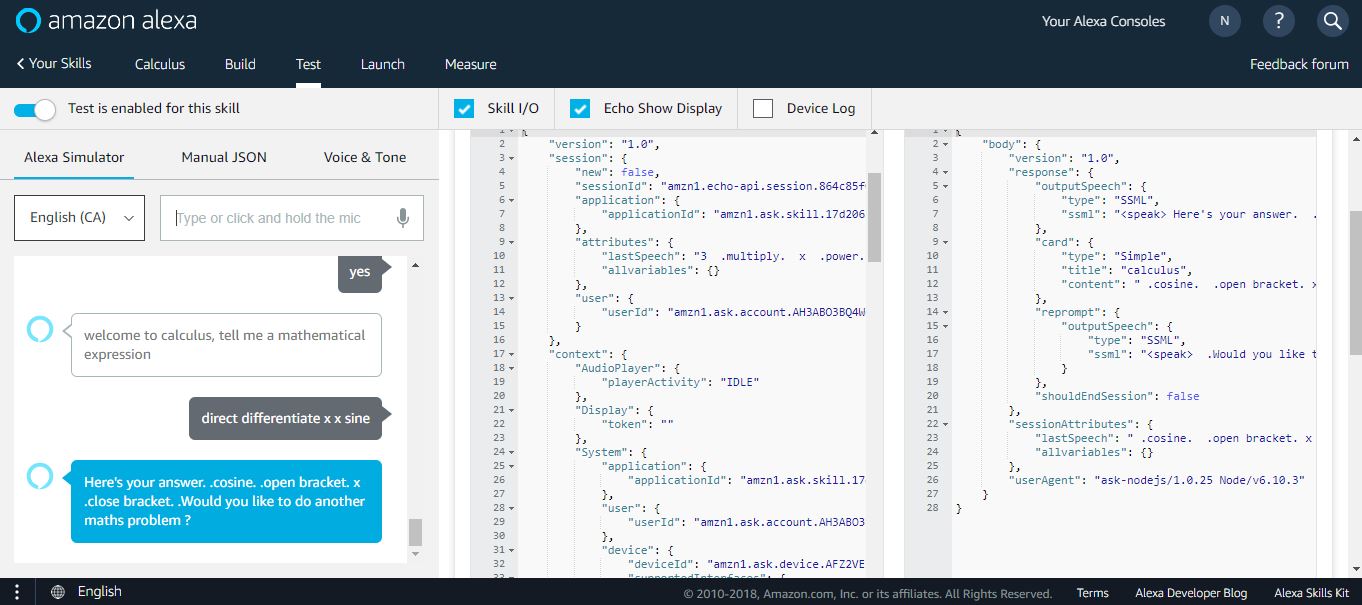 amazon alexa
Your Alexa Consoles
N
?
Your Skills
Calculus
Build
Test
Launch
Measure
Feedback forum
Test is enabled for this skill
Skill I/O
Echo Show Display
Device Log
Alexa Simulator
Manual JSON
Voice & Tone
English (CA)
Type or click and hold the mic
yes
welcome to calculus, tell me a mathematical
expression
direct differentiate x x sine
Here's your answer. .cosine. .open bracket. x
.close bracket. .Would you like to do another
maths problem ?
1 {
2 "version": "1.0",
3 "session": {
4 "new": false,
5 "sessionId": "amzn1.echo-api.session.864c85f
6 "application": {
7 "applicationId": "amzn1.ask.skill.17d206
8 },
9 "attributes": {
10 "lastSpeech": "3 .multiply. x .power.
11 "allvariables": {}
12 },
13 "user": {
14 "userId": "amzn1.ask.account.AH3ABO3BQ4W
15 }
16 },
17 "context": {
18 "AudioPlayer": {
19 "playerActivity": "IDLE"
20 },
21 "Display": {
22 "token": ""
23 },
24 "System": {
25 "application": {
26 "applicationId": "amzn1.ask.skill.17
27 },
28 "user": {
29 "userId": "amzn1.ask.account.AH3ABO3
30 },
31 "device": {
32 "deviceId": "amzn1.ask.device.AFZ2VE
33 "supportedInterfaces": {
1 {
2 "body": {
3 "version": "1.0",
4 "response": {
5 "outputSpeech": {
6 "type": "SSML",
7 "ssml": "<speak> Here's your answer. .
8 },
9 "card": {
10 "type": "Simple",
11 "title": "calculus",
12 "content": " .cosine. .open bracket. x
13 },
14 "reprompt": {
15 "outputSpeech": {
16 "type": "SSML",
17 "ssml": "<speak> .Would you like t
18 }
19 },
20 "shouldEndSession": false
21 },
22 "sessionAttributes": {
23 "lastSpeech": " .cosine. .open bracket. x
24 "allvariables": {}
25 },
26 "userAgent": "ask-nodejs/1.0.25 Node/v6.10.3"
27 }
28 }
English
© 2010-2018, Amazon.com, Inc. or its affiliates. All Rights Reserved.
Terms
Alexa Developer Blog
Alexa Skills Kit